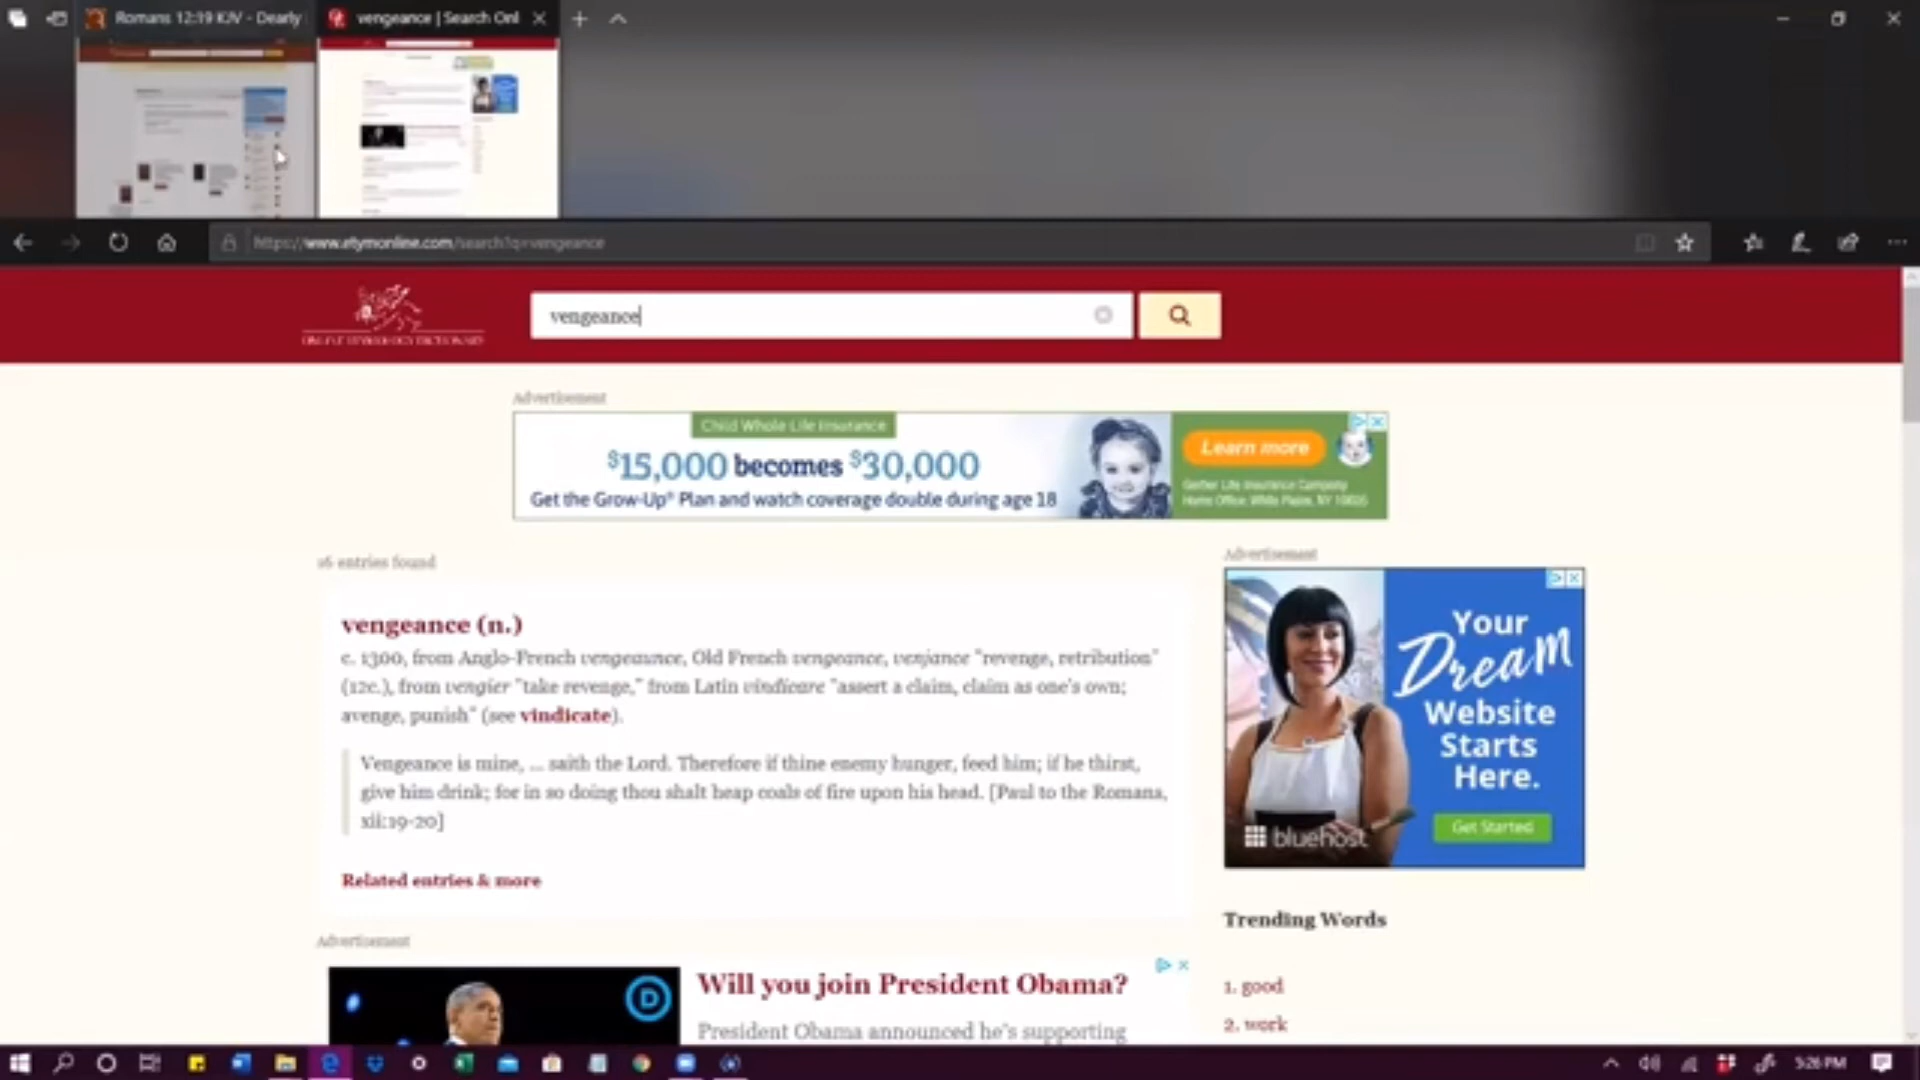 Romans 12:19 KJV - Dearly
vengeance | Search Onl
https://www.etymonline.com/search?q=vengeance
ONLINE ETYMOLOGY DICTIONARY
vengeance
Advertisement
Child Whole Life Insurance
$15,000 becomes $30,000
Get the Grow-Up® Plan and watch coverage double during age 18
Learn more
Gerber Life Insurance Company
Home Office: White Plains, NY 10605
16 entries found
Advertisement
vengeance (n.)
c. 1300, from Anglo-French vengeaunce, Old French vengeance, venjance "revenge, retribution"
(12c.), from vengier "take revenge," from Latin vindicare "assert a claim, claim as one's own;
avenge, punish" (see vindicate).
Vengeance is mine, ... saith the Lord. Therefore if thine enemy hunger, feed him; if he thirst,
give him drink; for in so doing thou shalt heap coals of fire upon his head. [Paul to the Romans,
xii:19-20]
Related entries & more
Your
Dream
Website
Starts
Here.
bluehost
Get Started
Trending Words
1. good
2. work
Advertisement
D
Will you join President Obama?
President Obama announced he's supporting
5:26 PM